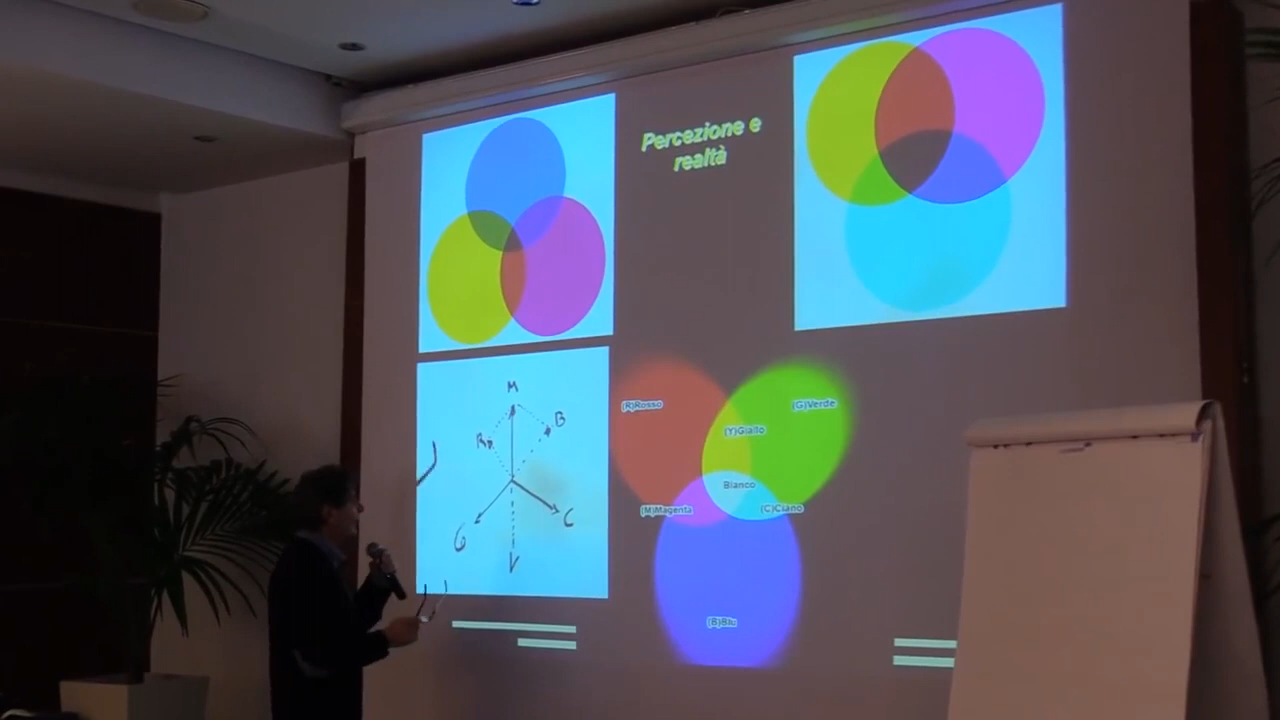 Percezione e
realtà
M
B
R
G
C
V
(R)Rosso
(G)Verde
(Y)Giallo
Bianco
(M)Magenta
(C)Ciano
(B)Blu